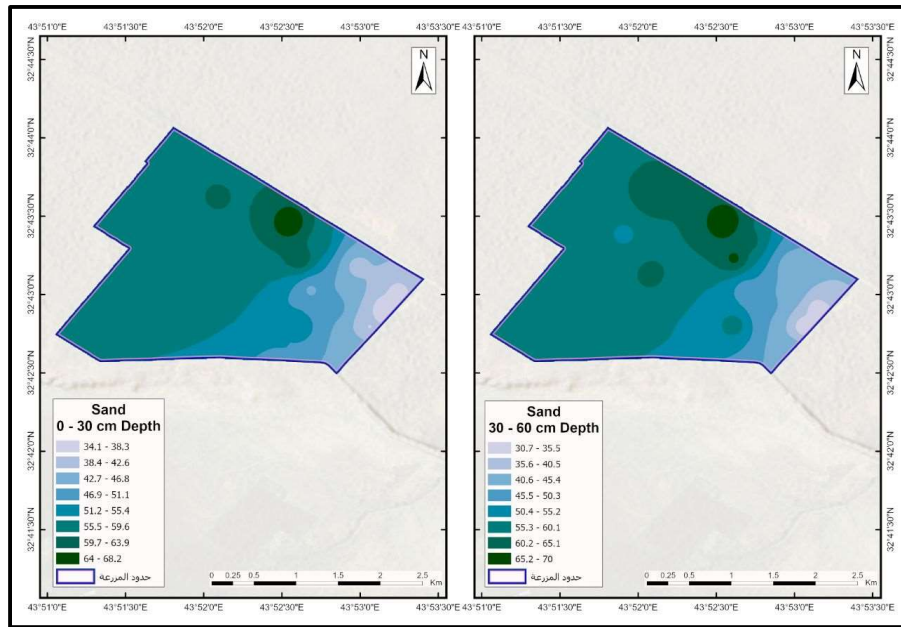 43°51'0"E 43°51'30"E 43°52'0"E 43°52'30"E 43°53'0"E 43°53'30"E
32°44'30"N
32°44'0"N
32°43'30"N
32°43'0"N
32°42'30"N
32°42'0"N
32°41'30"N
N
Sand
0 - 30 cm Depth
34.1 - 38.3
38.4 - 42.6
42.7 - 46.8
46.9 - 51.1
51.2 - 55.4
55.5 - 59.6
59.7 - 63.9
64 - 68.2
حدود المزرعة
0 0.25 0.5 1 1.5 2 2.5
Km
43°51'0"E 43°51'30"E 43°52'0"E 43°52'30"E 43°53'0"E 43°53'30"E
43°51'0"E 43°51'30"E 43°52'0"E 43°52'30"E 43°53'0"E 43°53'30"E
N
Sand
30 - 60 cm Depth
30.7 - 35.5
35.6 - 40.5
40.6 - 45.4
45.5 - 50.3
50.4 - 55.2
55.3 - 60.1
60.2 - 65.1
65.2 - 70
حدود المزرعة
0 0.25 0.5 1 1.5 2 2.5
Km
32°44'30"N
32°44'0"N
32°43'30"N
32°43'0"N
32°42'30"N
32°42'0"N
32°41'30"N
43°51'0"E 43°51'30"E 43°52'0"E 43°52'30"E 43°53'0"E 43°53'30"E